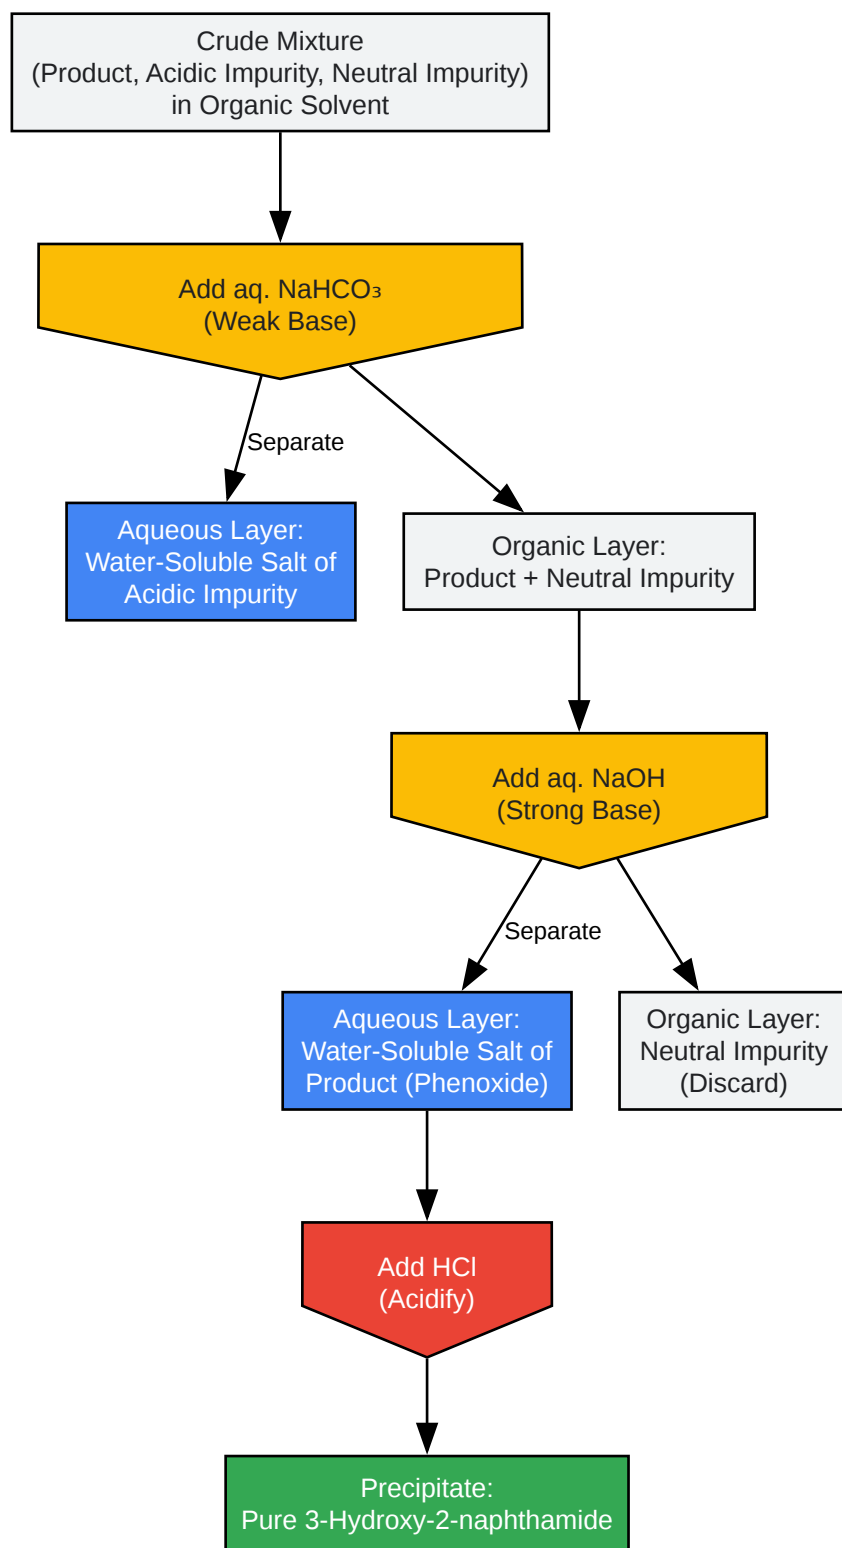 Crude Mixture
(Product, Acidic Impurity, Neutral Impurity)
in Organic Solvent
Add aq. NaHCO₃
(Weak Base)
Separate
Aqueous Layer:
Water-Soluble Salt of
Acidic Impurity
Organic Layer:
Product + Neutral Impurity
Add aq. NaOH
(Strong Base)
Separate
Aqueous Layer:
Water-Soluble Salt of
Product (Phenoxide)
Organic Layer:
Neutral Impurity
(Discard)
Add HCl
(Acidify)
Precipitate:
Pure 3-Hydroxy-2-naphthamide